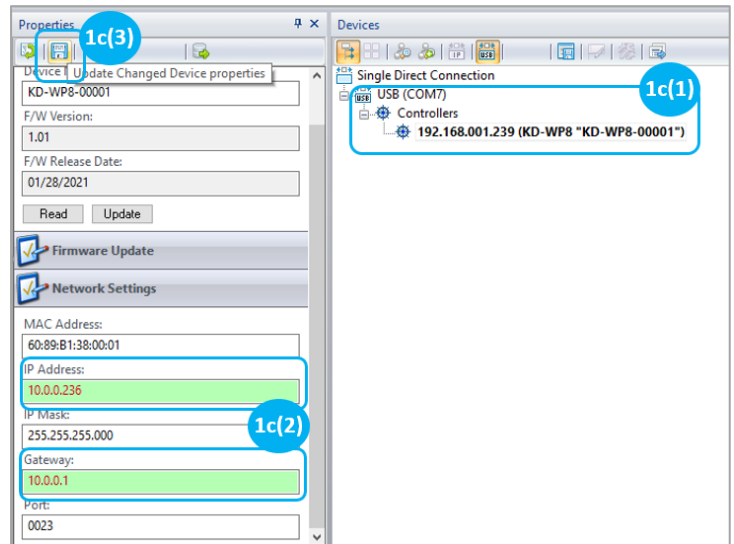 Properties
1c(3)
Update Changed Device properties
KD-WP8-00001
F/W Version:
1.01
F/W Release Date:
01/28/2021
Read Update
Firmware Update
Network Settings
MAC Address:
60:89:B1:38:00:01
IP Address:
10.0.0.236
IP Mask:
255.255.255.000
1c(2)
Gateway:
10.0.0.1
Port:
0023
Devices
Single Direct Connection
USB (COM7)
1c(1)
Controllers
192.168.001.239 (KD-WP8 "KD-WP8-00001")